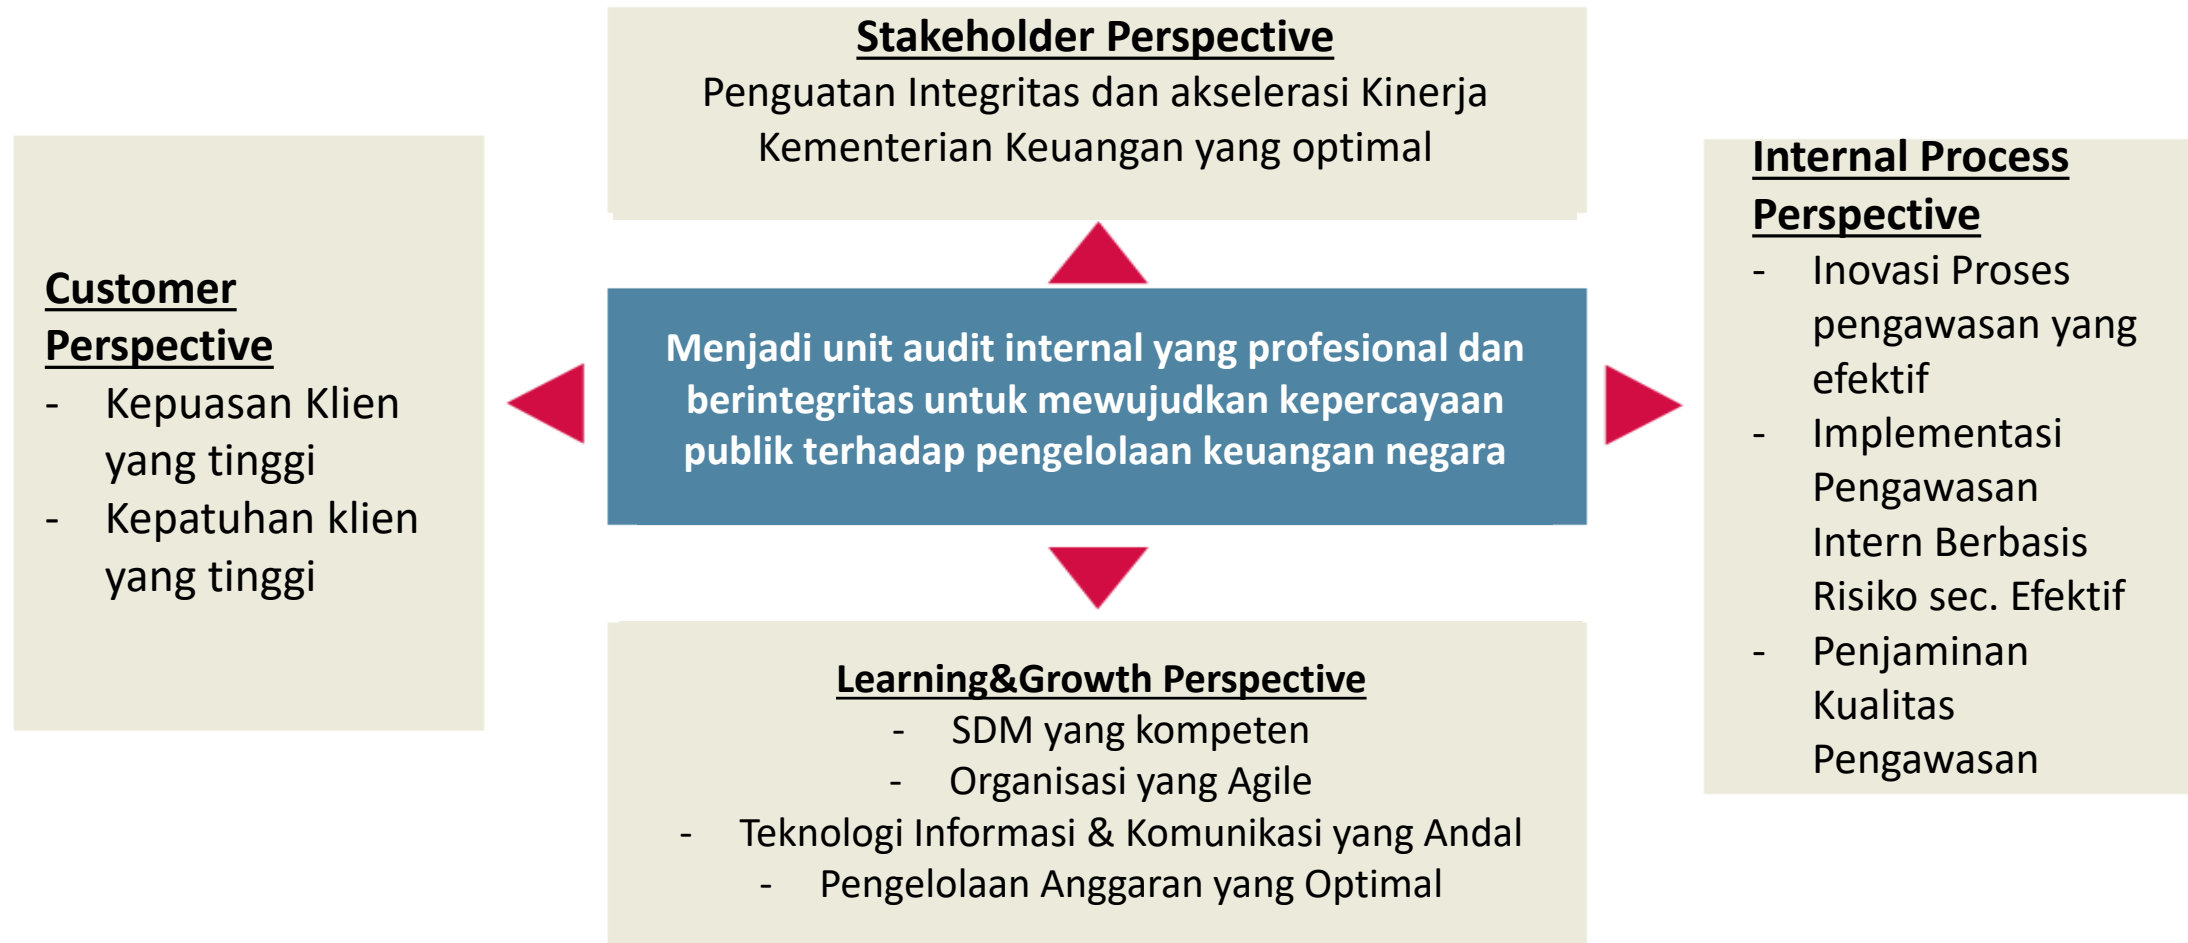 Stakeholder Perspective
Penguatan Integritas dan akselerasi Kinerja
Kementerian Keuangan yang optimal
Customer
Perspective
- Kepuasan Klien
yang tinggi
- Kepatuhan klien
yang tinggi
Menjadi unit audit internal yang profesional dan
berintegritas untuk mewujudkan kepercayaan
publik terhadap pengelolaan keuangan negara
Internal Process
Perspective
- Inovasi Proses
pengawasan yang
efektif
- Implementasi
Pengawasan
Intern Berbasis
Risiko sec. Efektif
- Penjaminan
Kualitas
Pengawasan
Learning&Growth Perspective
- SDM yang kompeten
- Organisasi yang Agile
- Teknologi Informasi & Komunikasi yang Andal
- Pengelolaan Anggaran yang Optimal